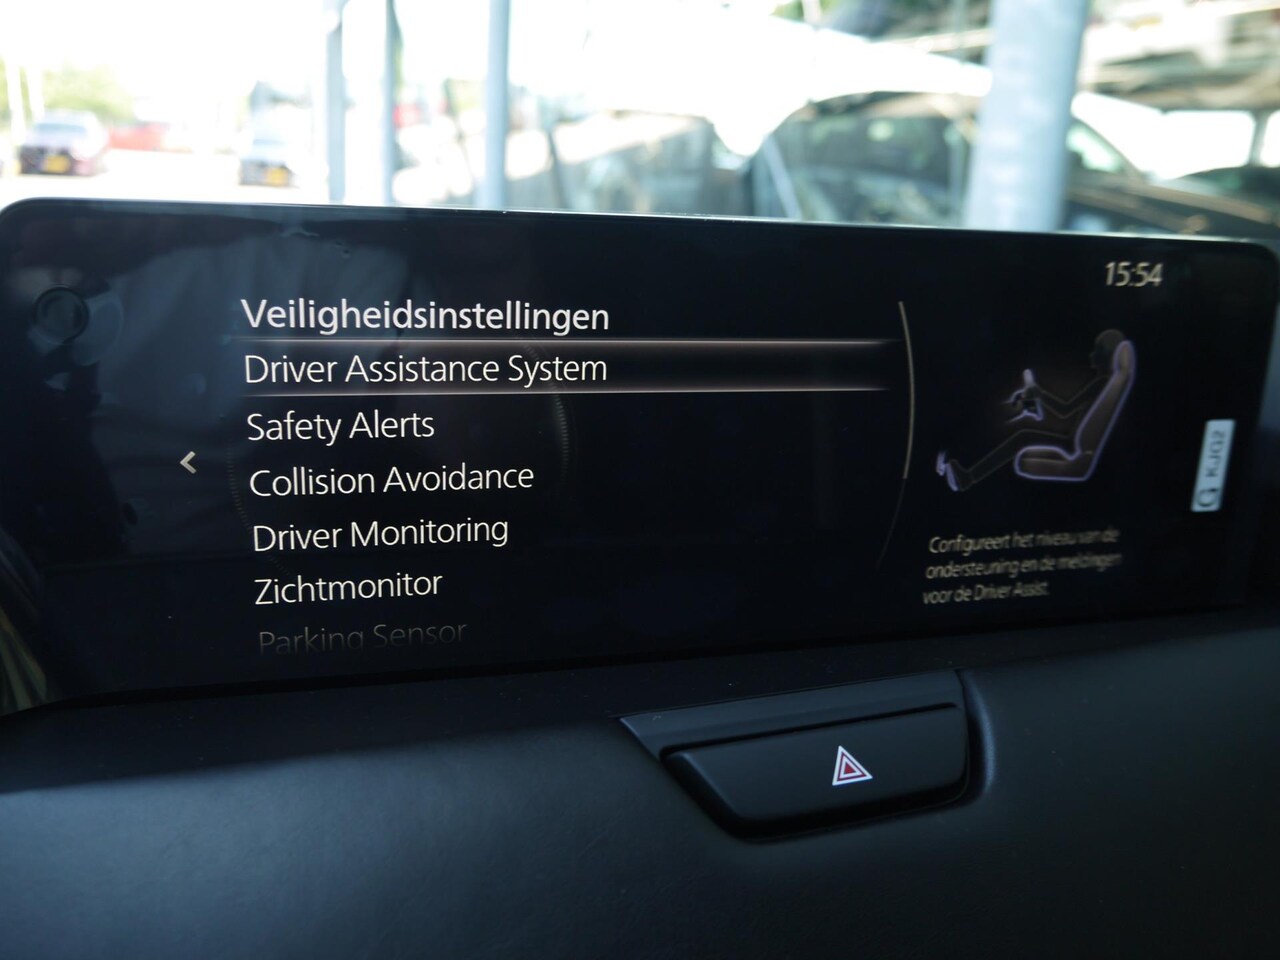 15:54
Veiligheidsinstellingen
Driver Assistance System
Safety Alerts
Collision Avoidance
Driver Monitoring
Zichtmonitor
Parking Sensor
Configureert het niveau van de
ondersteuning en de meldingen
voor de Driver Assist.
KJ02